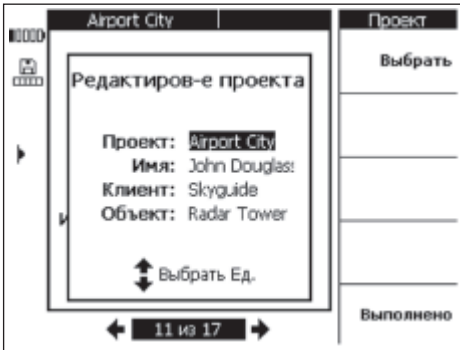 Airport City
Проект
Выбрать
Редактиров-е проекта
Проект: Airport City
Имя: John Douglas
Клиент: Skyguide
Объект: Radar Tower
Выбрать Ед.
11 из 17
Выполнено